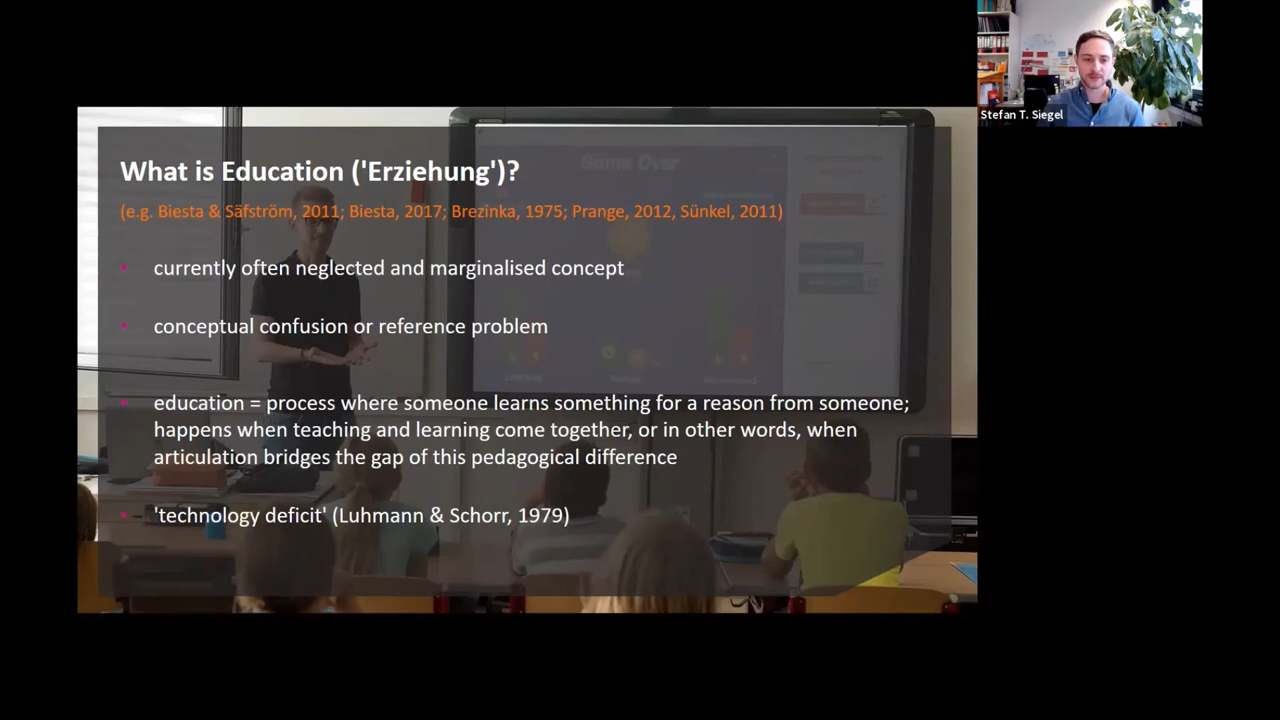 Stefan T. Siegel
Game Over
What is Education ('Erziehung')?
(e.g. Biesta & Säfström, 2011; Biesta, 2017; Brezinka, 1975; Prange, 2012, Sünkel, 2011)
• currently often neglected and marginalised concept
• conceptual confusion or reference problem
• education = process where someone learns something for a reason from someone;
happens when teaching and learning come together, or in other words, when
articulation bridges the gap of this pedagogical difference
• 'technology deficit' (Luhmann & Schorr, 1979)